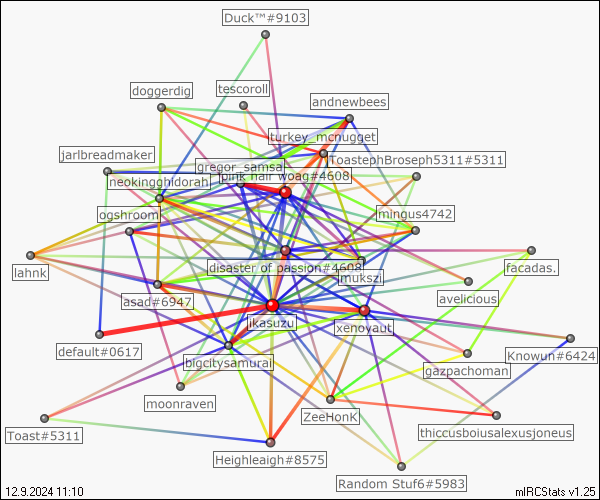 Duck™#9103
doggerdig
tescoroll
andnewbees
turkey_mcnugget
jarlbreadmaker
ToastephBroseph5311#5311
gregor_samsa
pink hair woag#4608
neokingghidorah
ogshroom
mingus4742
lahnk
disaster of passion#4608
mukszi
facadas.
asad#6947
avelicious
jkasuzu
xenoyaut
default#0617
bigcitysamurai
Knowun#6424
gazpachoman
moonraven
ZeeHonK
Toast#5311
thiccusboiusalexusjoneus
Heighleaigh#8575
Random Stuf6#5983
12.9.2024 11:10
mIRCStats v1.25